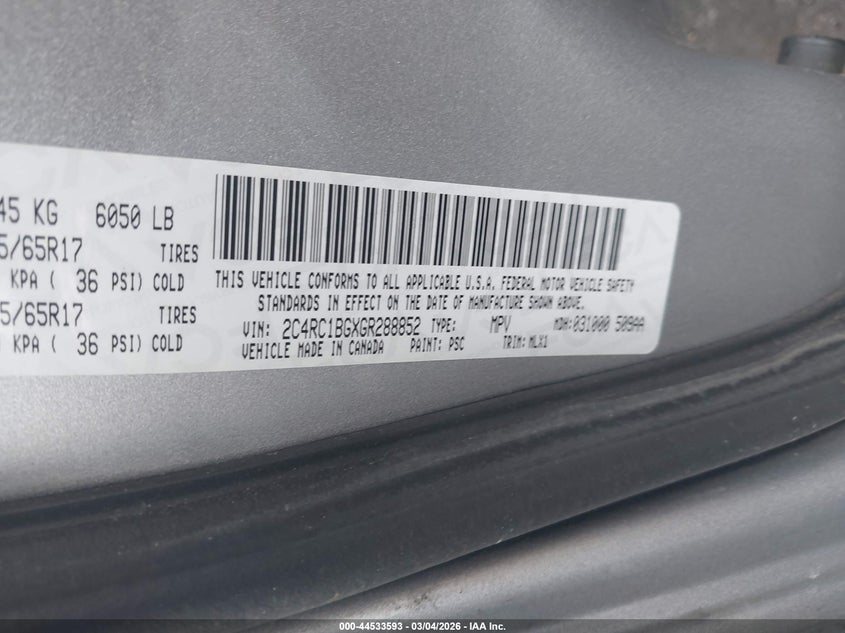 45 KG 6050 LB
5/65R17 TIRES
KPA ( 36 PSI) COLD
5/65R17 TIRES
KPA ( 36 PSI) COLD
THIS VEHICLE CONFORMS TO ALL APPLICABLE U.S.A. FEDERAL MOTOR VEHICLE SAFETY
STANDARDS IN EFFECT ON THE DATE OF MANUFACTURE SHOWN ABOVE.
VIN: 2C4RC1BGXGR288852 TYPE: MPV MDH: 031000 509AA
VEHICLE MADE IN CANADA PAINT: PSC TRIM: MLX1
000-44533593 - 03/04/2026 - IAA Inc.